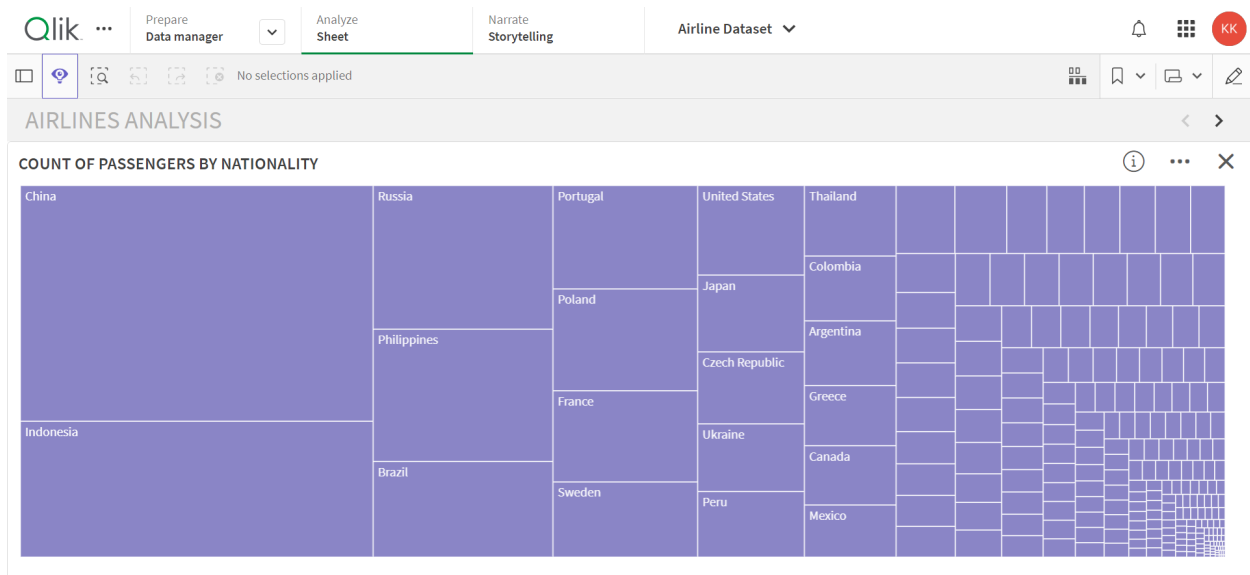 Qlik
Prepare
Data manager
Analyze
Sheet
Narrate
Storytelling
Airline Dataset
KK
No selections applied
AIRLINES ANALYSIS
COUNT OF PASSENGERS BY NATIONALITY
China
Indonesia
Russia
Philippines
Brazil
Portugal
Poland
France
Sweden
United States
Japan
Czech Republic
Ukraine
Peru
Thailand
Colombia
Argentina
Greece
Canada
Mexico